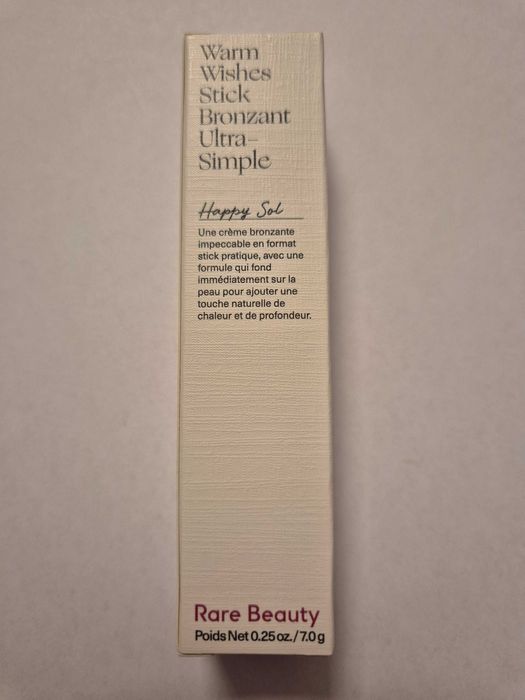 Warm
Wishes
Stick
Bronzant
Ultra-
Simple
Happy Sol
Une crème bronzante
impeccable en format
stick pratique, avec une
formule qui fond
immédiatement sur la
peau pour ajouter une
touche naturelle de
chaleur et de profondeur.
Rare Beauty
Poids Net 0.25 oz./7.0 g